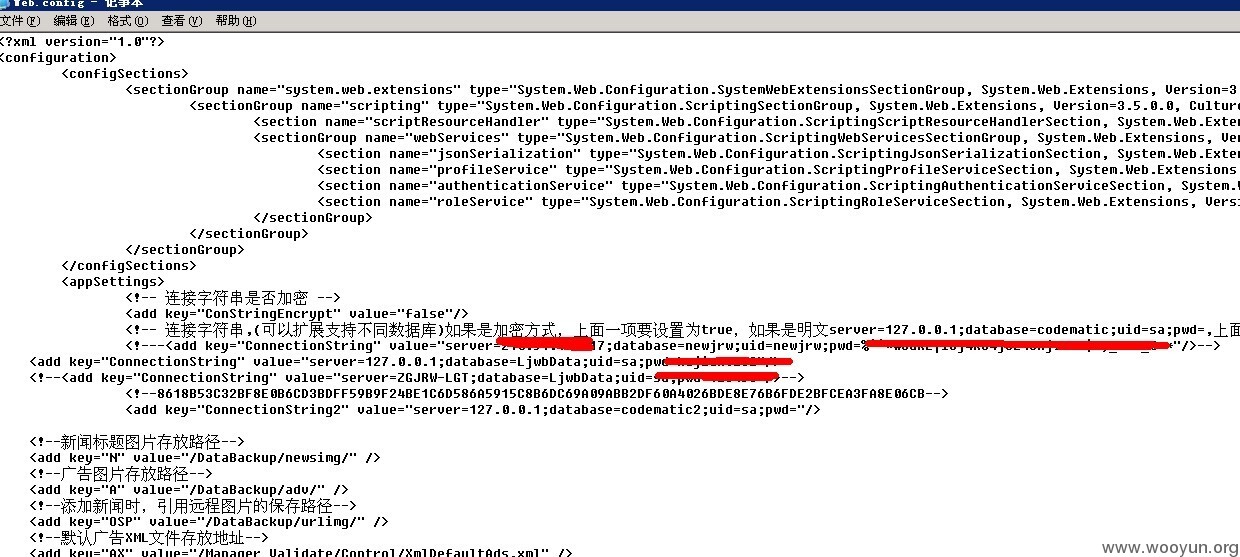 Web.config - 记事本
文件(F) 编辑(E) 格式(O) 查看(V) 帮助(H)
<?xml version="1.0"?>
<configuration>
<configSections>
<sectionGroup name="system.web.extensions" type="System.Web.Configuration.SystemWebExtensionsSectionGroup, System.Web.Extensions, Version=3
<sectionGroup name="scripting" type="System.Web.Configuration.ScriptingSectionGroup, System.Web.Extensions, Version=3.5.0.0, Culture
<section name="scriptResourceHandler" type="System.Web.Configuration.ScriptingScriptResourceHandlerSection, System.Web.Exten
<sectionGroup name="webServices" type="System.Web.Configuration.ScriptingWebServicesSectionGroup, System.Web.Extensions, Ver
<section name="jsonSerialization" type="System.Web.Configuration.ScriptingJsonSerializationSection, System.Web.Exte
<section name="profileService" type="System.Web.Configuration.ScriptingProfileServiceSection, System.Web.Extensions
<section name="authenticationService" type="System.Web.Configuration.ScriptingAuthenticationServiceSection, System.W
<section name="roleService" type="System.Web.Configuration.ScriptingRoleServiceSection, System.Web.Extensions, Versi
</sectionGroup>
</sectionGroup>
</sectionGroup>
</configSections>
<appSettings>
<!-- 连接字符串是否加密 -->
<add key="ConStringEncrypt" value="false"/>
<!-- 连接字符串,(可以扩展支持不同数据库)如果是加密方式，上面一项要设置为true，如果是明文server=127.0.0.1;database=codematic;uid=sa;pwd=,上面
<!---<add key="ConnectionString" value="server= 17;database=newjrw;uid=newjrw;pwd= "/>-->
<add key="ConnectionString" value="server=127.0.0.1;database=LjwbData;uid=sa;pwd
<!--<add key="ConnectionString" value="server=ZGJRW-LGT;database=LjwbData;uid= -->
<!--8618B53C32BF8E0B6CD3BDFF59B9F24BE1C6D586A5915C8B6DC69A09ABB2DF60A4026BDE8E76B6FDE2BFCEA3FA8E06CB-->
<add key="ConnectionString2" value="server=127.0.0.1;database=codematic2;uid=sa;pwd="/>
<!--新闻标题图片存放路径-->
<add key="N" value="/DataBackup/newsimg/" />
<!--广告图片存放路径-->
<add key="A" value="/DataBackup/adv/" />
<!--添加新闻时，引用远程图片的保存路径-->
<add key="OSP" value="/DataBackup/urlimg/" />
<!--默认广告XML文件存放地址-->
<add key="AX" value="/Manager_Validate/Control/XmlDefaultAds.xml" />
www.wooyun.org